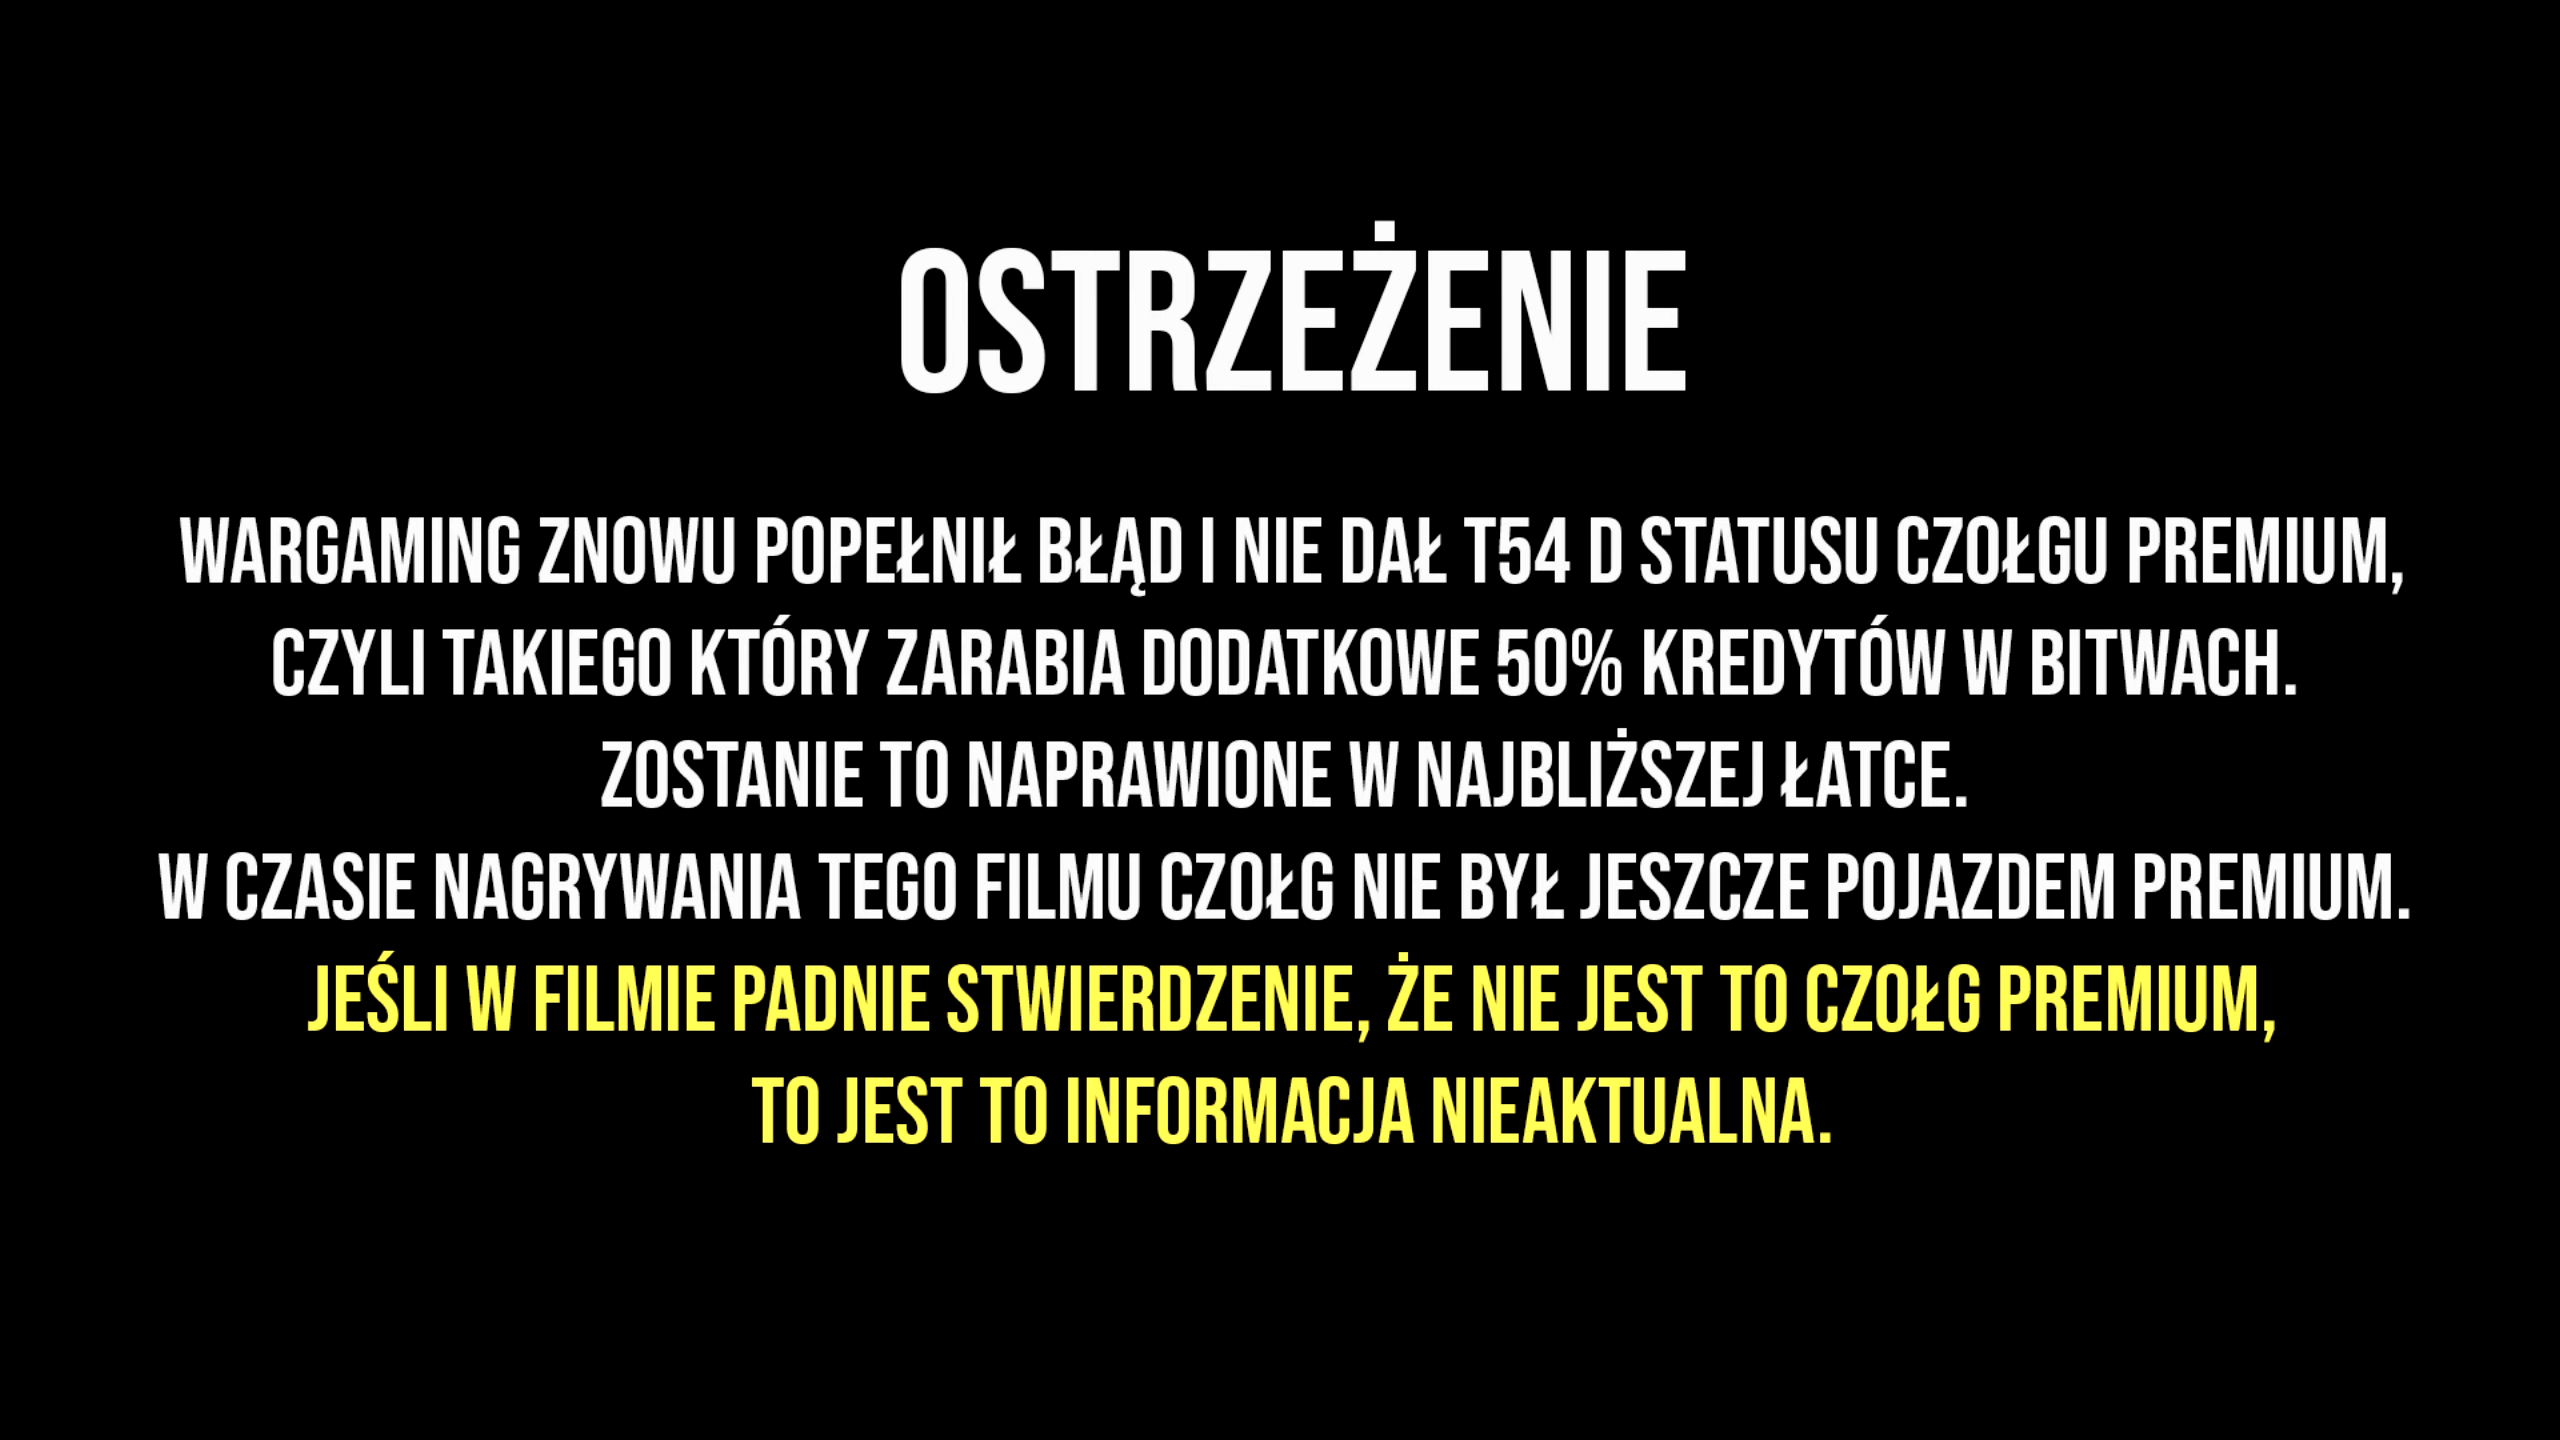 OSTRZEŻENIE
WARGAMING ZNOWU POPEŁNIŁ BŁĄD I NIE DAŁ T54 D STATUSU CZOŁGU PREMIUM,
CZYLI TAKIEGO KTÓRY ZARABIA DODATKOWE 50% KREDYTÓW W BITWACH.
ZOSTANIE TO NAPRAWIONE W NAJBLIŻSZEJ ŁATCE.
W CZASIE NAGRYWANIA TEGO FILMU CZOŁG NIE BYŁ JESZCZE POJAZDEM PREMIUM.
JEŚLI W FILMIE PADNIE STWIERDZENIE, ŻE NIE JEST TO CZOŁG PREMIUM,
TO JEST TO INFORMACJA NIEAKTUALNA.